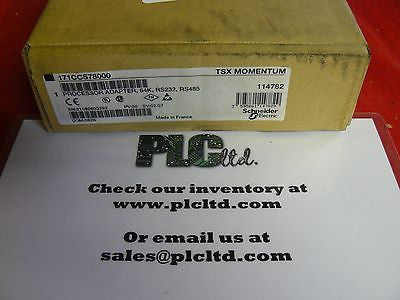 171CCS78000
TSX MOMENTUM
1 PROCESSOR ADAPTER, 64K, RS232, RS485
114782
Made in France
Schneider
Electric
PLC ltd.
Check our inventory at
www.plcltd.com
Or email us at
sales@plcltd.com